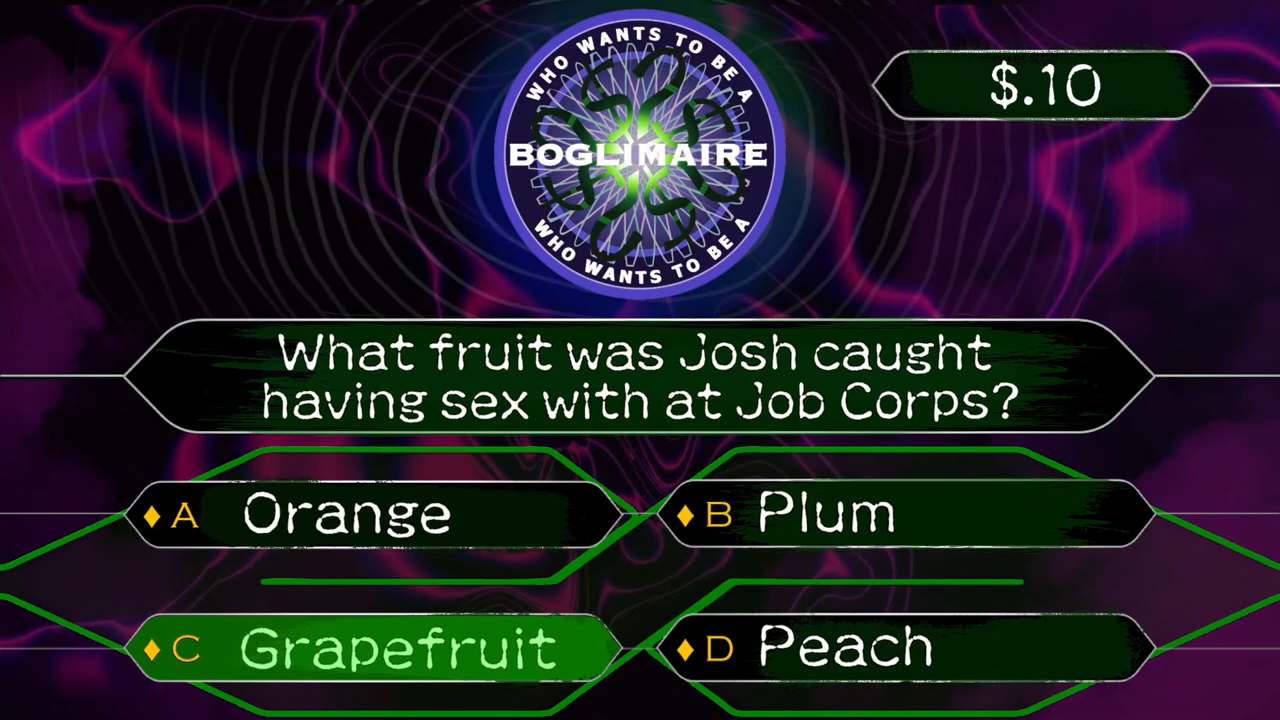 WHO WANTS TO BE A
BOGLIMAIRE
WHO WANTS TO BE A
$.10
What fruit was Josh caught
having sex with at Job Corps?
A Orange
B Plum
C Grapefruit
D Peach